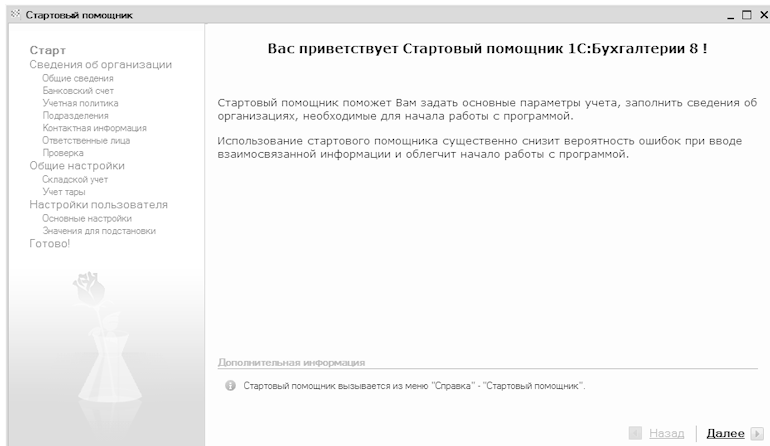 Стартовый помощник
Старт
Сведения об организации
Общие сведения
Банковский счет
Учетная политика
Подразделения
Контактная информация
Ответственные лица
Проверка
Общие настройки
Складской учет
Учет тары
Настройки пользователя
Основные настройки
Значения для подстановки
Готово!
Вас приветствует Стартовый помощник 1С:Бухгалтерии 8 !
Стартовый помощник поможет Вам задать основные параметры учета, заполнить сведения об
организациях, необходимые для начала работы с программой.
Использование стартового помощника существенно снизит вероятность ошибок при вводе
взаимосвязанной информации и облегчит начало работы с программой.
Дополнительная информация
Стартовый помощник вызывается из меню "Справка" - "Стартовый помощник".
Назад
Далее